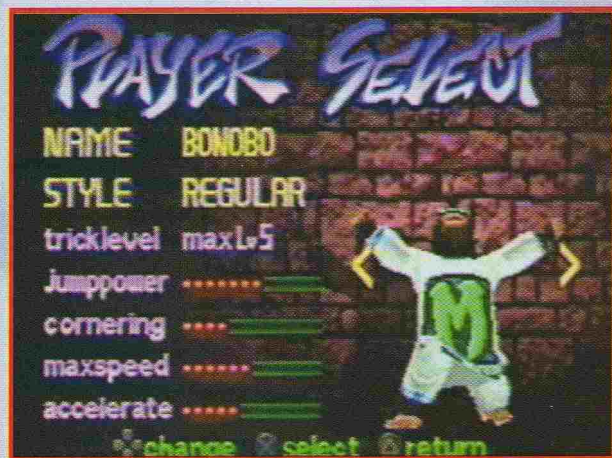 PLAYER SELECT
NAME BONOBO
STYLE REGULAR
tricklevel maxLv5
jumppower
cornering
maxspeed
accelerate
change select return
M